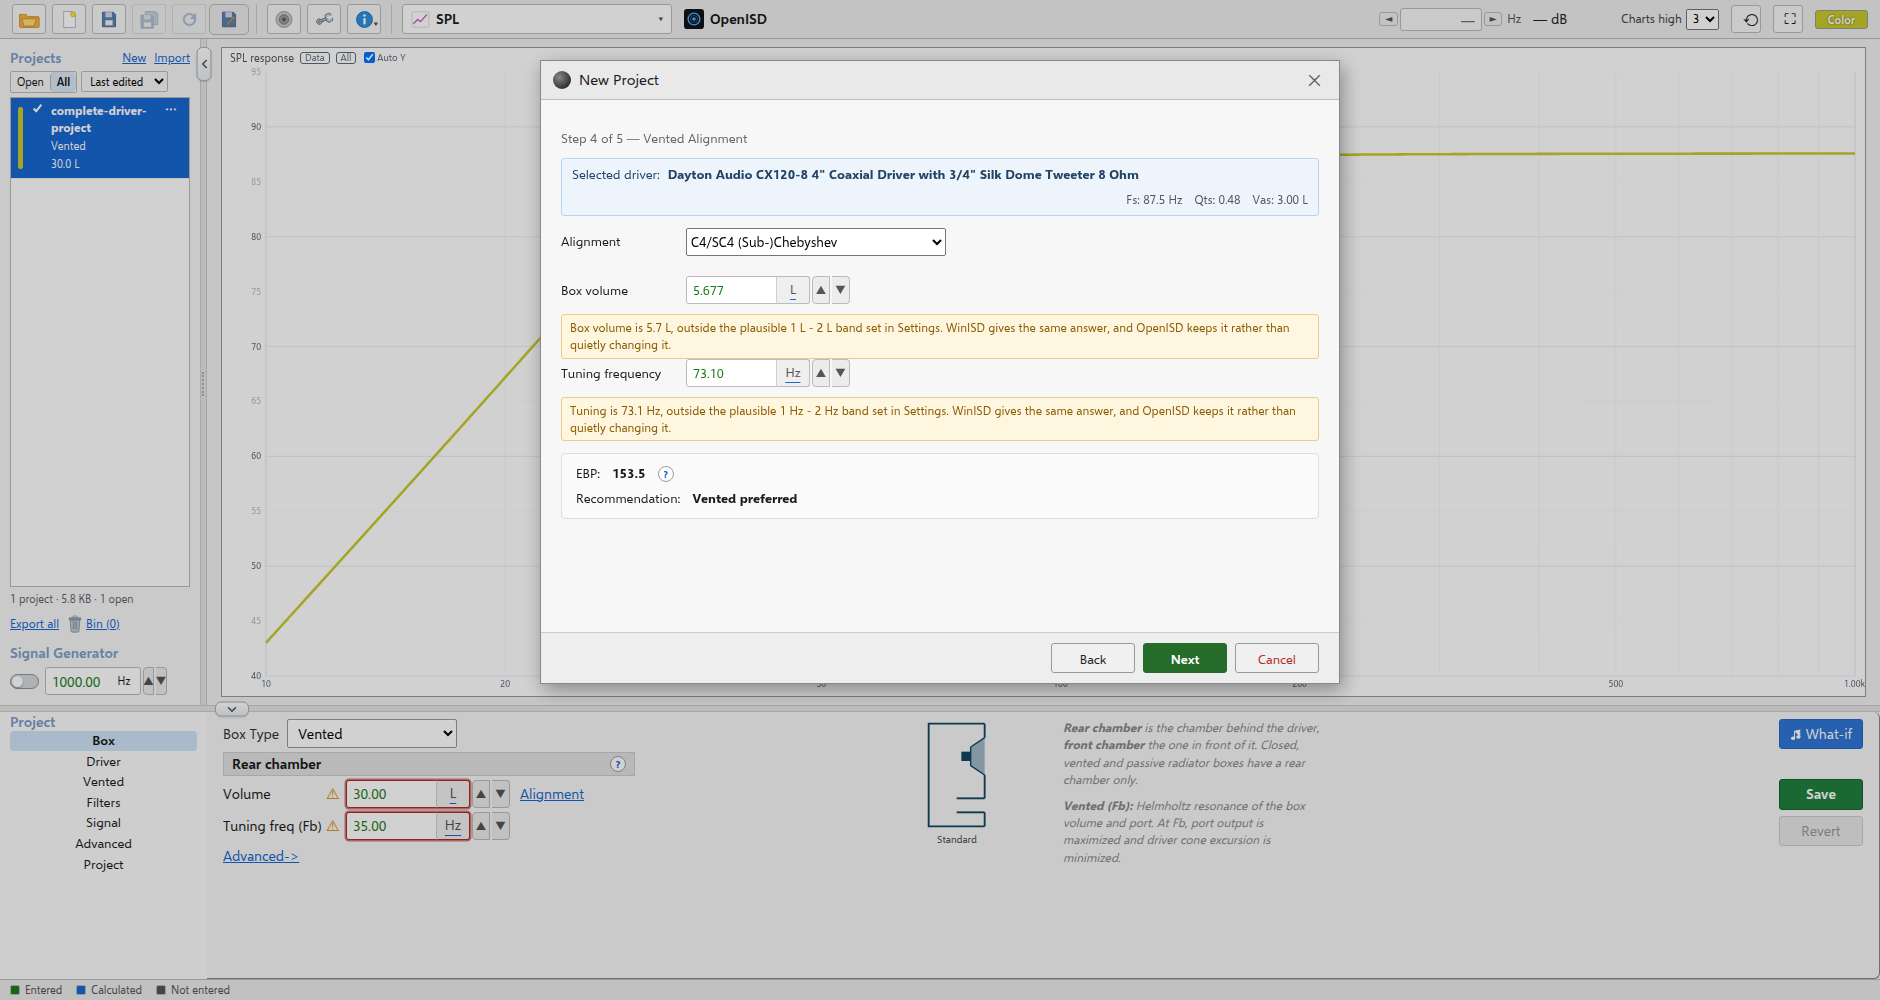 SPL
OpenISD
—
Hz
— dB
Charts high
3
Color
Projects
New
Import
Open
All
Last edited
complete-driver-project
Vented
30.0 L
1 project · 5.8 KB · 1 open
Export all
Bin (0)
Signal Generator
1000.00 Hz
SPL response
Data
All
Auto Y
95
90
85
80
75
70
65
60
55
50
45
40
10
20
50
100
200
500
1.00k
New Project
Step 4 of 5 — Vented Alignment
Selected driver: Dayton Audio CX120-8 4" Coaxial Driver with 3/4" Silk Dome Tweeter 8 Ohm
Fs: 87.5 Hz Qts: 0.48 Vas: 3.00 L
Alignment
C4/SC4 (Sub-)Chebyshev
Box volume
5.677
L
Box volume is 5.7 L, outside the plausible 1 L - 2 L band set in Settings. WinISD gives the same answer, and OpenISD keeps it rather than
quietly changing it.
Tuning frequency
73.10
Hz
Tuning is 73.1 Hz, outside the plausible 1 Hz - 2 Hz band set in Settings. WinISD gives the same answer, and OpenISD keeps it rather than
quietly changing it.
EBP: 153.5 ?
Recommendation: Vented preferred
Back
Next
Cancel
Project
Box
Driver
Vented
Filters
Signal
Advanced
Project
Box Type
Vented
Rear chamber
?
Volume
30.00
L
Alignment
Tuning freq (Fb)
35.00
Hz
Advanced->
Standard
Rear chamber is the chamber behind the driver,
front chamber the one in front of it. Closed,
vented and passive radiator boxes have a rear
chamber only.
Vented (Fb): Helmholtz resonance of the box
volume and port. At Fb, port output is
maximized and driver cone excursion is
minimized.
What-if
Save
Revert
Entered
Calculated
Not entered